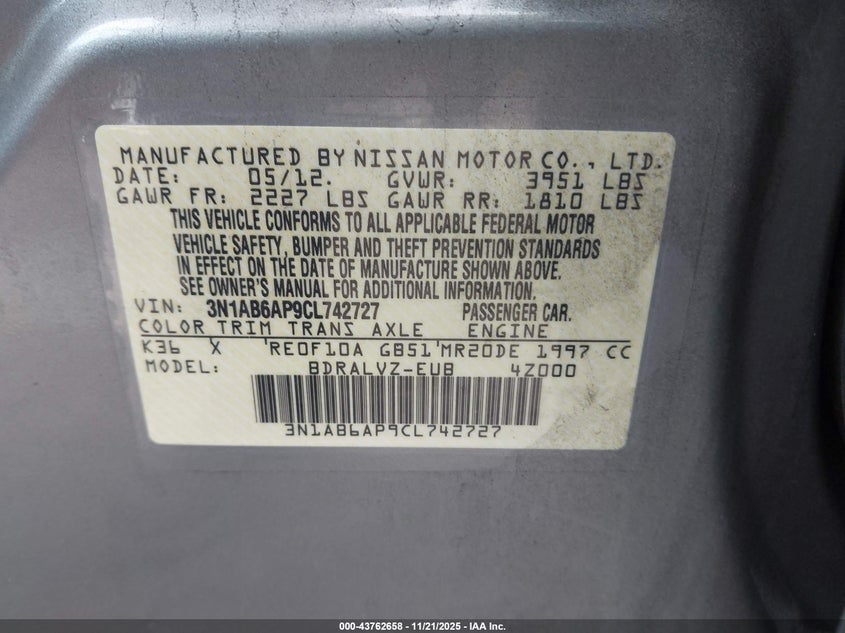 MANUFACTURED BY NISSAN MOTOR CO., LTD.
DATE: 05/12. GVWR: 3951 LBS
GAWR FR: 2227 LBS GAWR RR: 1810 LBS
THIS VEHICLE CONFORMS TO ALL APPLICABLE FEDERAL MOTOR
VEHICLE SAFETY, BUMPER AND THEFT PREVENTION STANDARDS
IN EFFECT ON THE DATE OF MANUFACTURE SHOWN ABOVE.
SEE OWNER'S MANUAL FOR ADDITIONAL INFORMATION.
VIN: 3N1AB6AP9CL742727 PASSENGER CAR.
COLOR TRIM TRANS AXLE ENGINE
K36 X 'RE0F10A GB51'MR20DE 1997 CC
MODEL: BDRALVZ-EUB 4Z000
3N1AB6AP9CL742727
000-43762658 - 11/21/2025 - IAA Inc.